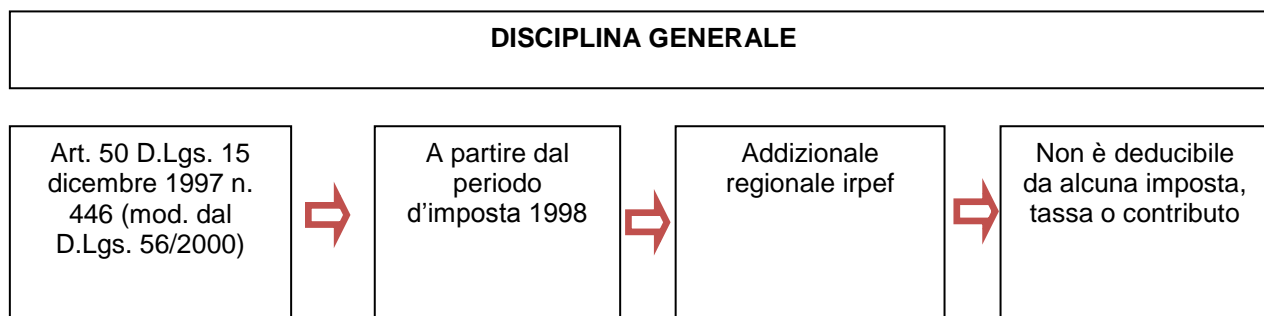 DISCIPLINA GENERALE
Art. 50 D.Lgs. 15
dicembre 1997 n.
446 (mod. dal
D.Lgs. 56/2000)
A partire dal
periodo
d’imposta 1998
Addizionale
regionale irpef
Non è deducibile
da alcuna imposta,
tassa o contributo